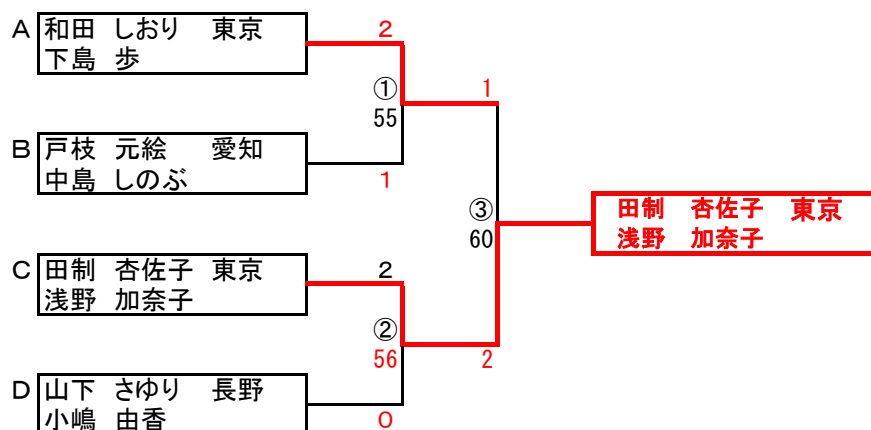 A 和田 しおり 東京 2
下島 歩
① 1
55
B 戸枝 元絵 愛知
中島 しのぶ 1
③ 田制 杏佐子 東京
60 浅野 加奈子
C 田制 杏佐子 東京 2
浅野 加奈子
②
56 2
D 山下 さゆり 長野
小嶋 由香 0